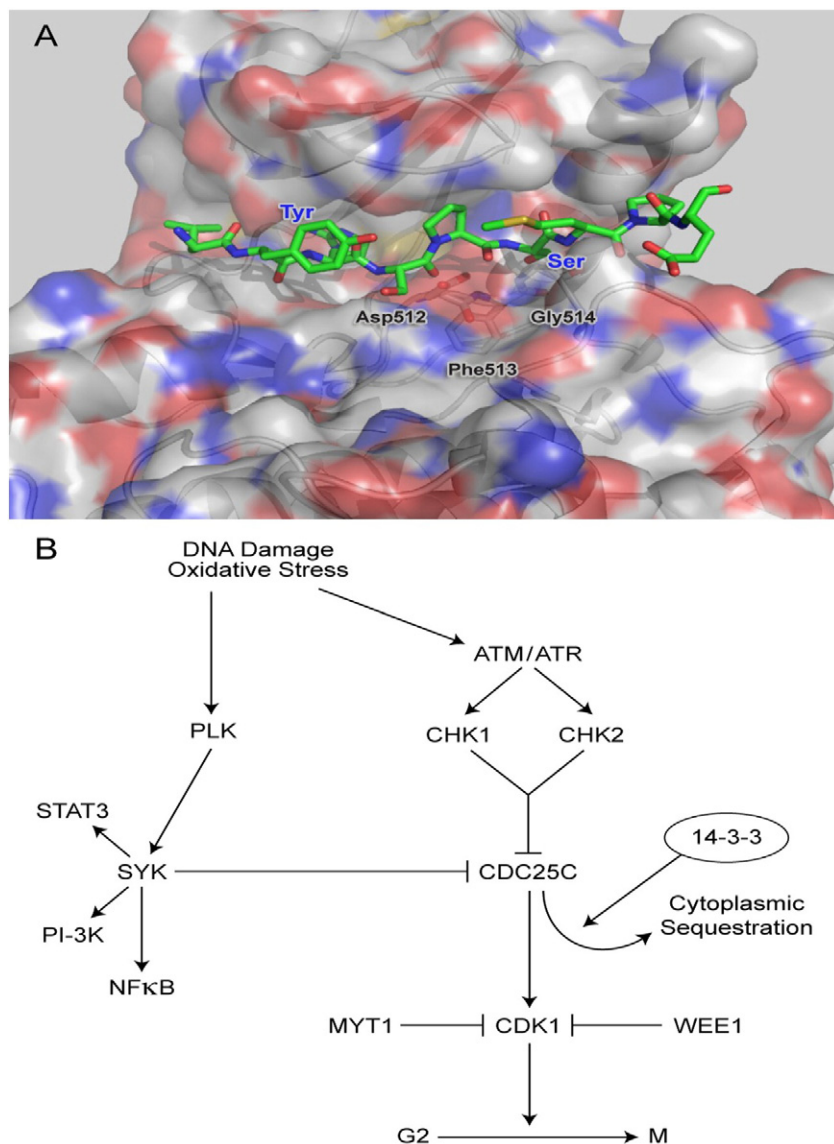 A
Tyr
Ser
Asp512
Gly514
Phe513
B
DNA Damage
Oxidative Stress
ATM/ATR
PLK
CHK1
CHK2
STAT3
14-3-3
SYK
CDC25C
Cytoplasmic
Sequestration
PI-3K
NFκB
MYT1
CDK1
WEE1
G2
M